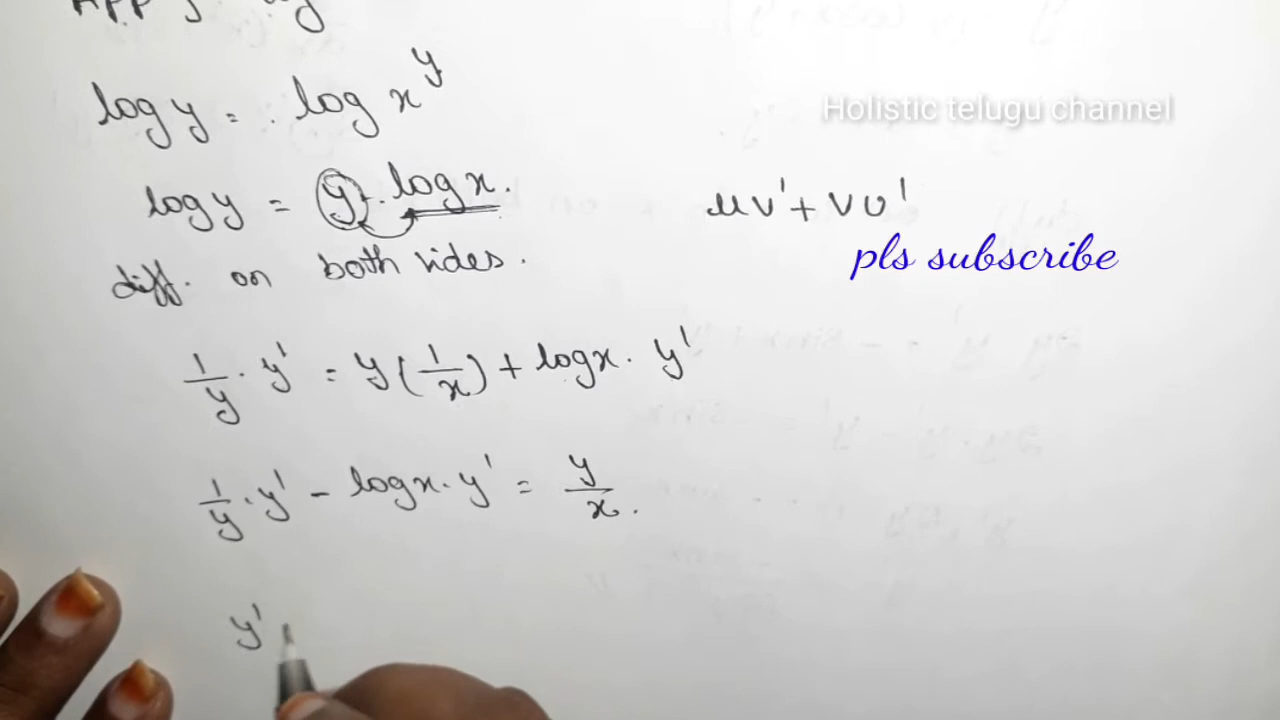 log y = log x^y
Holistic telugu channel
log y = y . log x .
uv' + vu'
pls subscribe
diff. on both sides .
1/y . y' = y (1/x) + log x . y'
1/y . y' - log x . y' = y/x .
y'